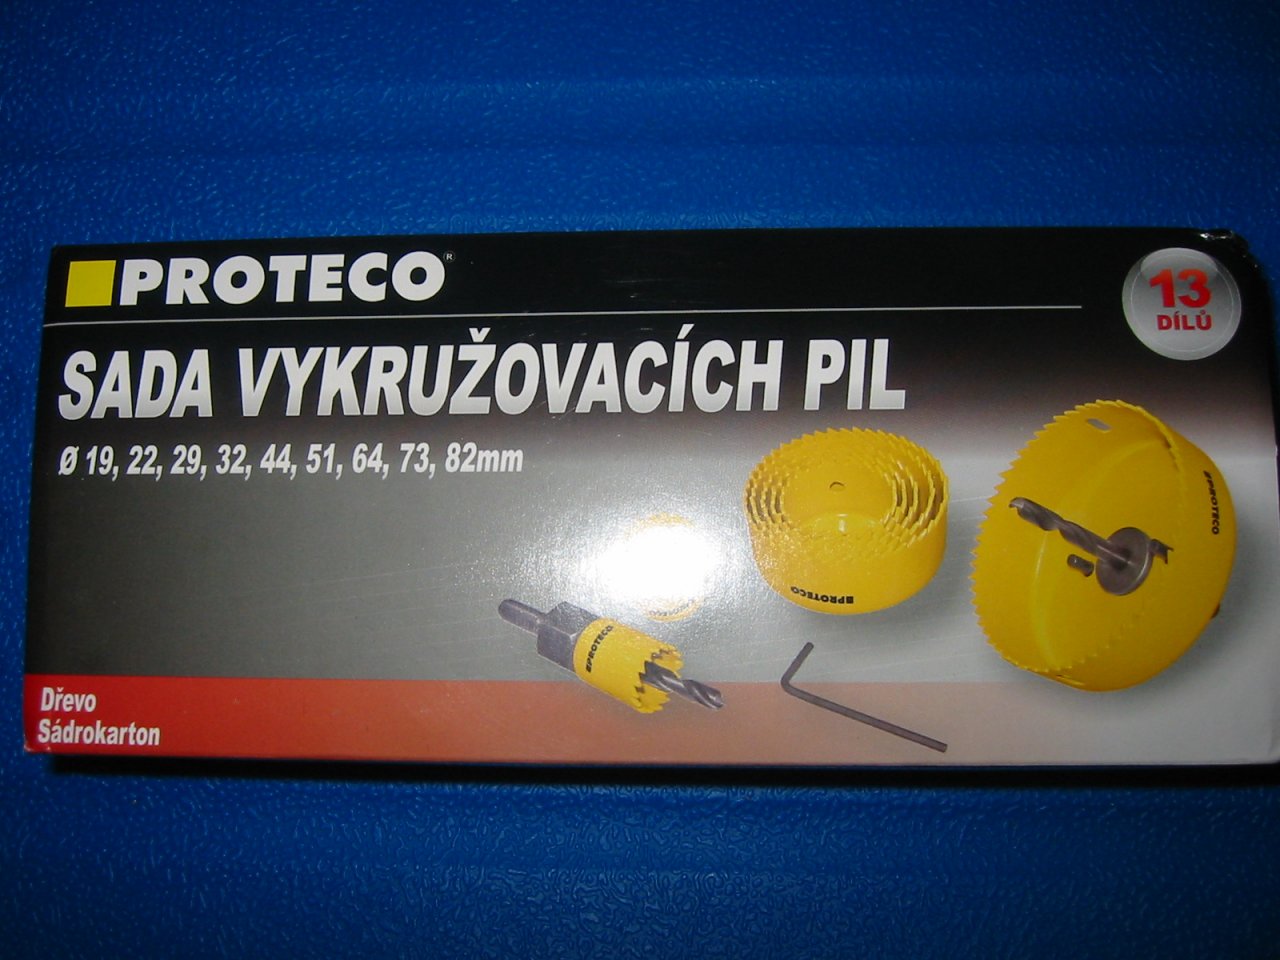 PROTECO®
13
DÍLŮ
SADA VYKRUŽOVACÍCH PIL
Ø 19, 22, 29, 32, 44, 51, 64, 73, 82mm
PROTECO
PROTECO
PROTECO
Dřevo
Sádrokarton